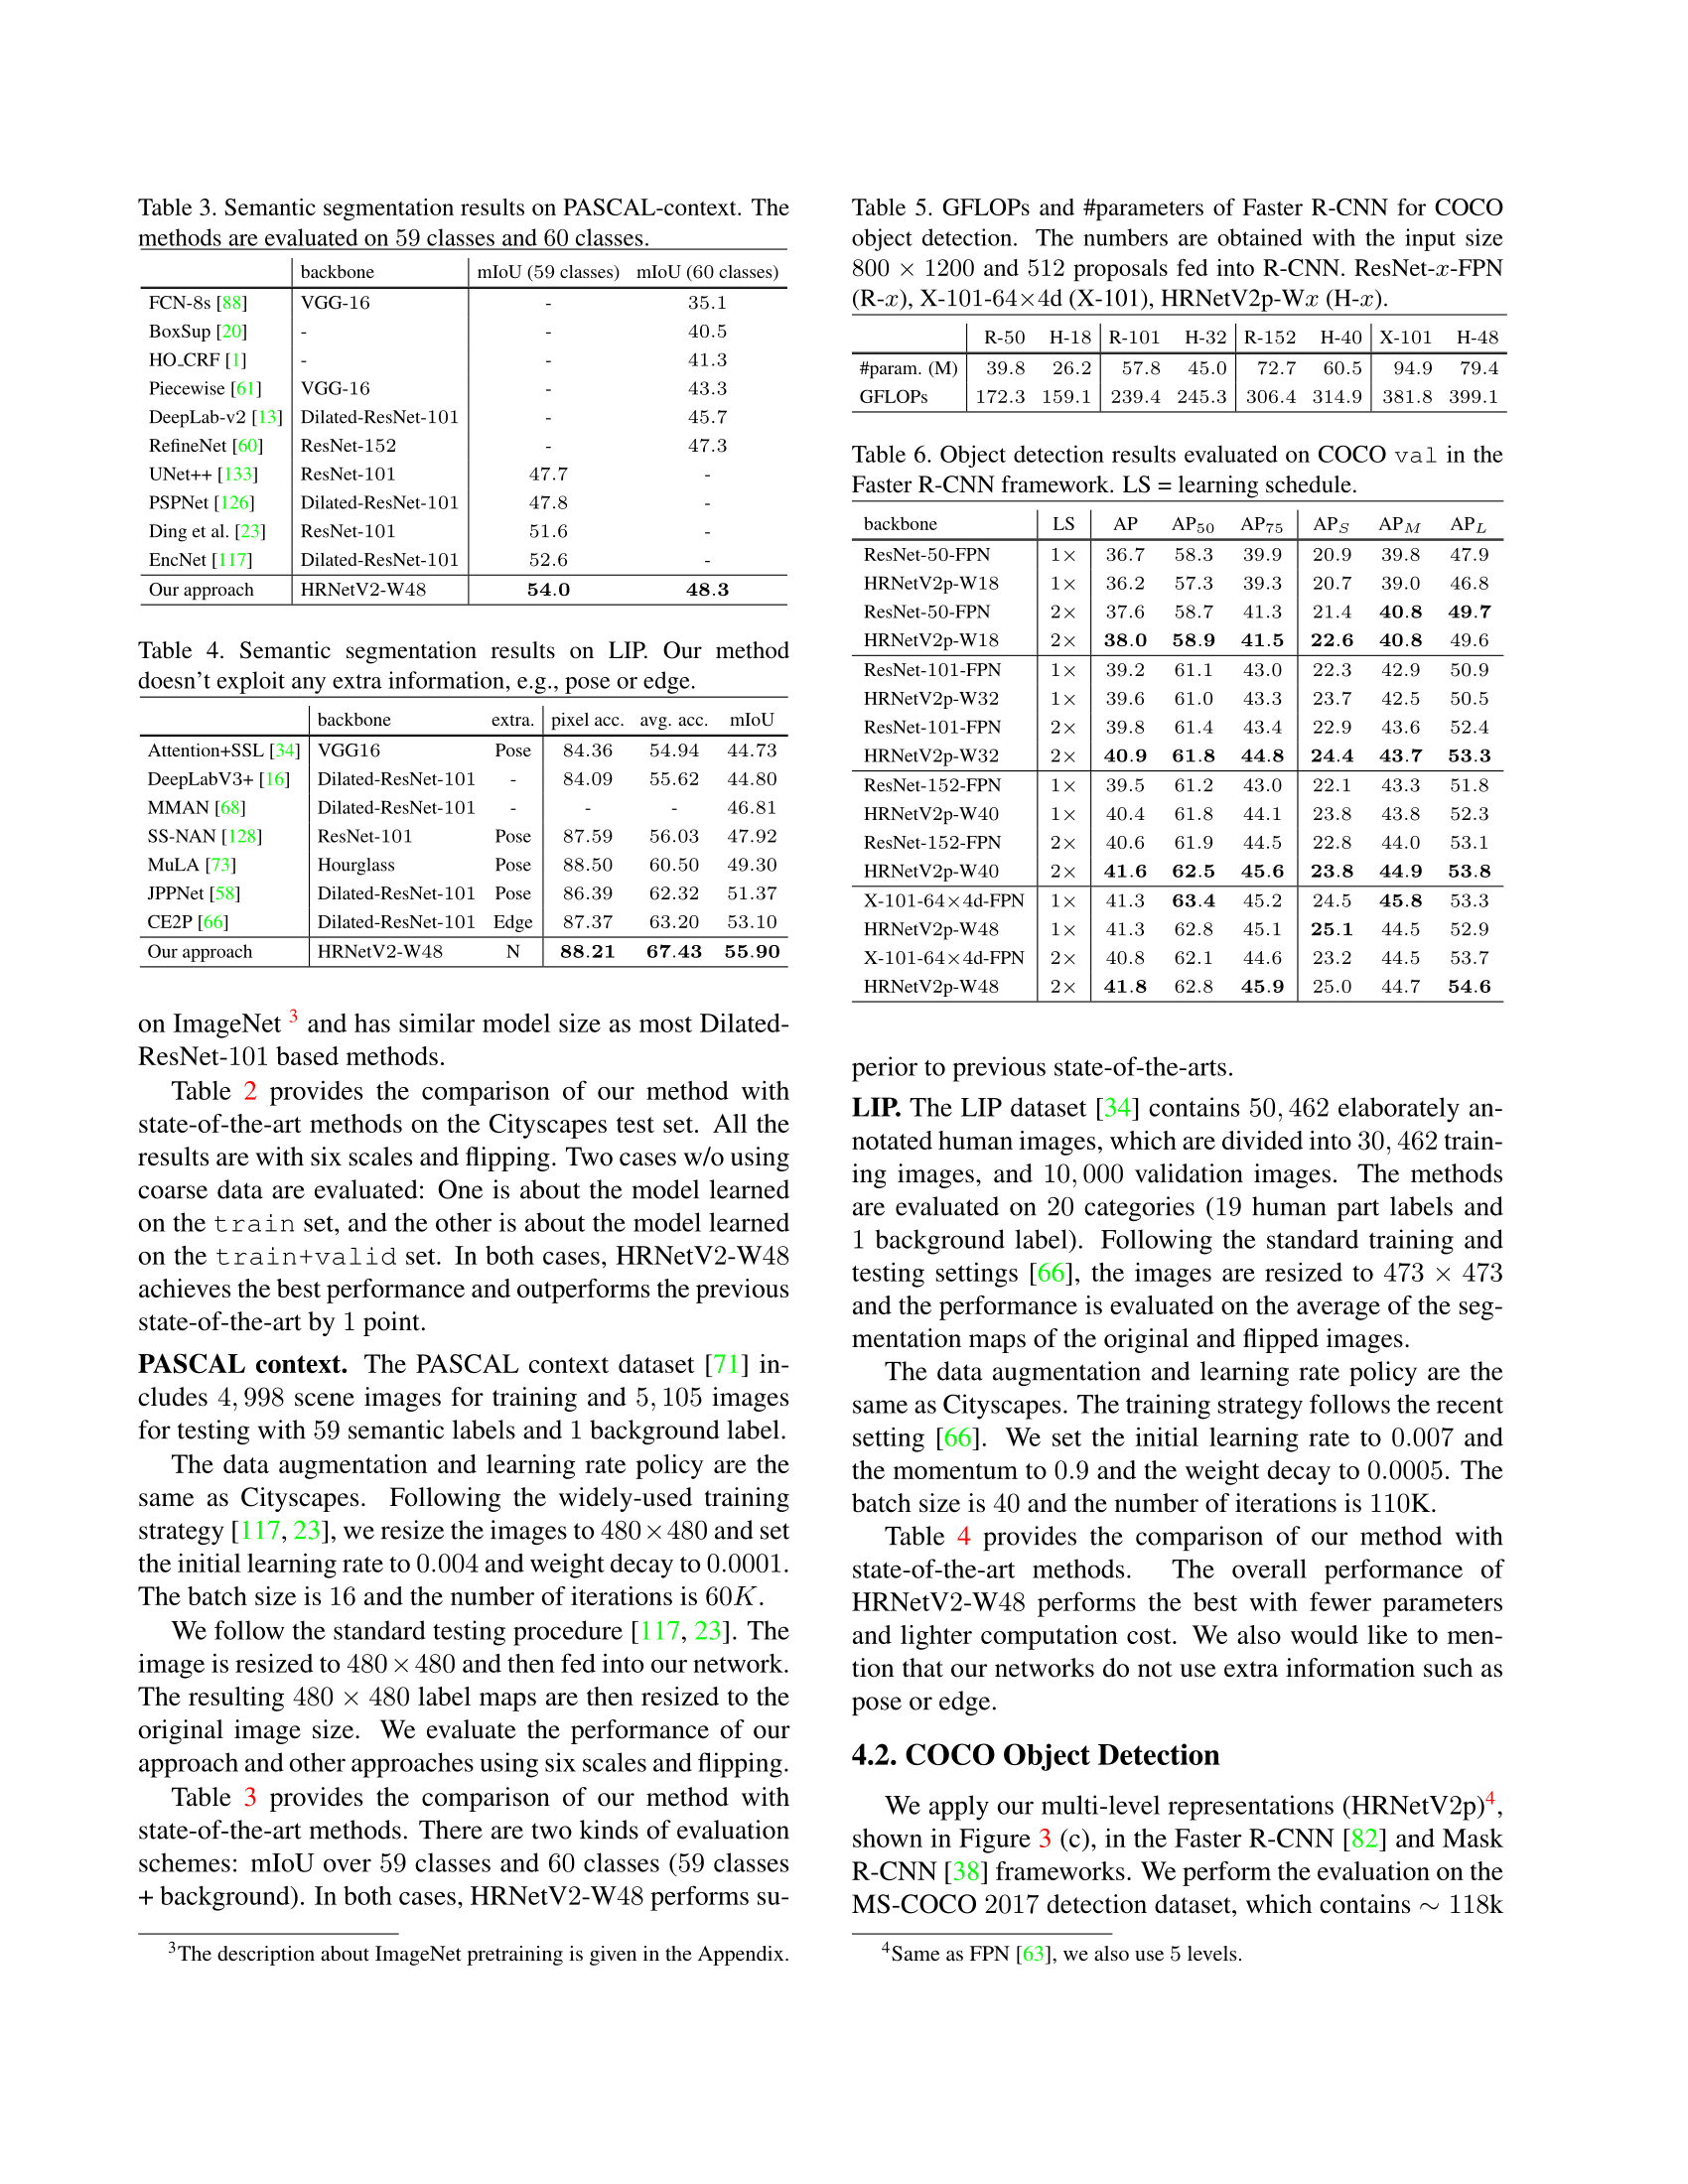 Table 3. Semantic segmentation results on PASCAL-context. The
methods are evaluated on 59 classes and 60 classes.
backbone mIoU (59 classes) mIoU (60 classes)
FCN-8s [88] VGG-16 - 35.1
BoxSup [20] - - 40.5
HO_CRF [1] - - 41.3
Piecewise [61] VGG-16 - 43.3
DeepLab-v2 [13] Dilated-ResNet-101 - 45.7
RefineNet [60] ResNet-152 - 47.3
UNet++ [133] ResNet-101 47.7 -
PSPNet [126] Dilated-ResNet-101 47.8 -
Ding et al. [23] ResNet-101 51.6 -
EncNet [117] Dilated-ResNet-101 52.6 -
Our approach HRNetV2-W48 54.0 48.3
Table 4. Semantic segmentation results on LIP. Our method
doesn't exploit any extra information, e.g., pose or edge.
backbone extra. pixel acc. avg. acc. mIoU
Attention+SSL [34] VGG16 Pose 84.36 54.94 44.73
DeepLabV3+ [16] Dilated-ResNet-101 - 84.09 55.62 44.80
MMAN [68] Dilated-ResNet-101 - - - 46.81
SS-NAN [128] ResNet-101 Pose 87.59 56.03 47.92
MuLA [73] Hourglass Pose 88.50 60.50 49.30
JPPNet [58] Dilated-ResNet-101 Pose 86.39 62.32 51.37
CE2P [66] Dilated-ResNet-101 Edge 87.37 63.20 53.10
Our approach HRNetV2-W48 N 88.21 67.43 55.90
on ImageNet 3 and has similar model size as most Dilated-
ResNet-101 based methods.
Table 2 provides the comparison of our method with
state-of-the-art methods on the Cityscapes test set. All the
results are with six scales and flipping. Two cases w/o using
coarse data are evaluated: One is about the model learned
on the train set, and the other is about the model learned
on the train+valid set. In both cases, HRNetV2-W48
achieves the best performance and outperforms the previous
state-of-the-art by 1 point.
PASCAL context. The PASCAL context dataset [71] in-
cludes 4, 998 scene images for training and 5, 105 images
for testing with 59 semantic labels and 1 background label.
The data augmentation and learning rate policy are the
same as Cityscapes. Following the widely-used training
strategy [117, 23], we resize the images to 480×480 and set
the initial learning rate to 0.004 and weight decay to 0.0001.
The batch size is 16 and the number of iterations is 60K.
We follow the standard testing procedure [117, 23]. The
image is resized to 480×480 and then fed into our network.
The resulting 480 × 480 label maps are then resized to the
original image size. We evaluate the performance of our
approach and other approaches using six scales and flipping.
Table 3 provides the comparison of our method with
state-of-the-art methods. There are two kinds of evaluation
schemes: mIoU over 59 classes and 60 classes (59 classes
+ background). In both cases, HRNetV2-W48 performs su-
3The description about ImageNet pretraining is given in the Appendix.
Table 5. GFLOPs and #parameters of Faster R-CNN for COCO
object detection. The numbers are obtained with the input size
800 × 1200 and 512 proposals fed into R-CNN. ResNet-x-FPN
(R-x), X-101-64×4d (X-101), HRNetV2p-Wx (H-x).
R-50 H-18 R-101 H-32 R-152 H-40 X-101 H-48
#param. (M) 39.8 26.2 57.8 45.0 72.7 60.5 94.9 79.4
GFLOPs 172.3 159.1 239.4 245.3 306.4 314.9 381.8 399.1
Table 6. Object detection results evaluated on COCO val in the
Faster R-CNN framework. LS = learning schedule.
backbone LS AP AP50 AP75 APS APM APL
ResNet-50-FPN 1× 36.7 58.3 39.9 20.9 39.8 47.9
HRNetV2p-W18 1× 36.2 57.3 39.3 20.7 39.0 46.8
ResNet-50-FPN 2× 37.6 58.7 41.3 21.4 40.8 49.7
HRNetV2p-W18 2× 38.0 58.9 41.5 22.6 40.8 49.6
ResNet-101-FPN 1× 39.2 61.1 43.0 22.3 42.9 50.9
HRNetV2p-W32 1× 39.6 61.0 43.3 23.7 42.5 50.5
ResNet-101-FPN 2× 39.8 61.4 43.4 22.9 43.6 52.4
HRNetV2p-W32 2× 40.9 61.8 44.8 24.4 43.7 53.3
ResNet-152-FPN 1× 39.5 61.2 43.0 22.1 43.3 51.8
HRNetV2p-W40 1× 40.4 61.8 44.1 23.8 43.8 52.3
ResNet-152-FPN 2× 40.6 61.9 44.5 22.8 44.0 53.1
HRNetV2p-W40 2× 41.6 62.5 45.6 23.8 44.9 53.8
X-101-64×4d-FPN 1× 41.3 63.4 45.2 24.5 45.8 53.3
HRNetV2p-W48 1× 41.3 62.8 45.1 25.1 44.5 52.9
X-101-64×4d-FPN 2× 40.8 62.1 44.6 23.2 44.5 53.7
HRNetV2p-W48 2× 41.8 62.8 45.9 25.0 44.7 54.6
perior to previous state-of-the-arts.
LIP. The LIP dataset [34] contains 50, 462 elaborately an-
notated human images, which are divided into 30, 462 train-
ing images, and 10, 000 validation images. The methods
are evaluated on 20 categories (19 human part labels and
1 background label). Following the standard training and
testing settings [66], the images are resized to 473 × 473
and the performance is evaluated on the average of the seg-
mentation maps of the original and flipped images.
The data augmentation and learning rate policy are the
same as Cityscapes. The training strategy follows the recent
setting [66]. We set the initial learning rate to 0.007 and
the momentum to 0.9 and the weight decay to 0.0005. The
batch size is 40 and the number of iterations is 110K.
Table 4 provides the comparison of our method with
state-of-the-art methods. The overall performance of
HRNetV2-W48 performs the best with fewer parameters
and lighter computation cost. We also would like to men-
tion that our networks do not use extra information such as
pose or edge.
4.2. COCO Object Detection
We apply our multi-level representations (HRNetV2p)4,
shown in Figure 3 (c), in the Faster R-CNN [82] and Mask
R-CNN [38] frameworks. We perform the evaluation on the
MS-COCO 2017 detection dataset, which contains ∼ 118k
4Same as FPN [63], we also use 5 levels.